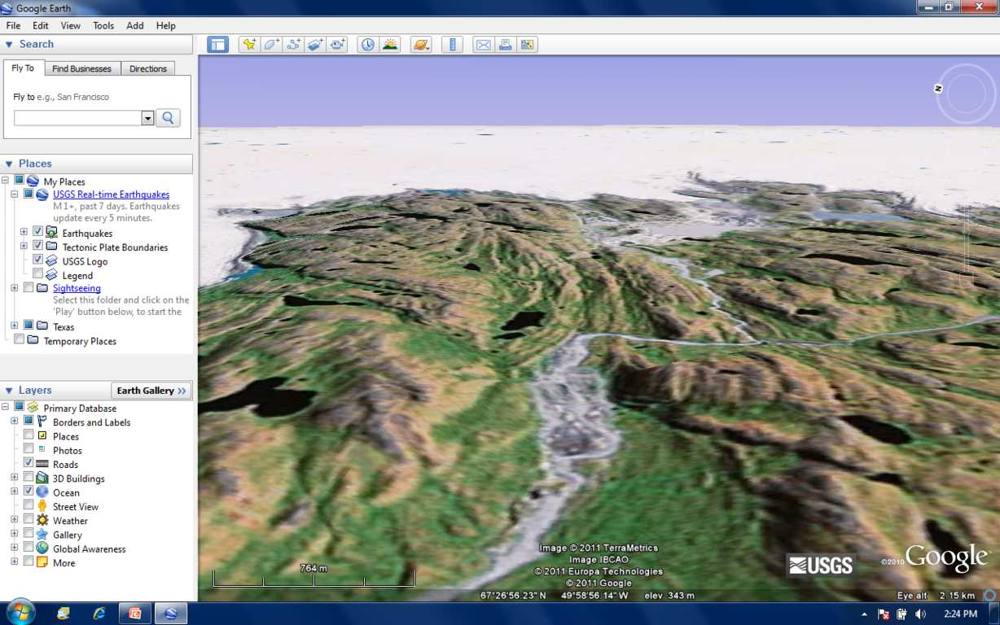 Google Earth
File Edit View Tools Add Help
Search
Fly To Find Businesses Directions
Fly to e.g., San Francisco
Places
My Places
USGS Real-time Earthquakes
M1+, past 7 days. Earthquakes
update every 5 minutes.
Earthquakes
Tectonic Plate Boundaries
USGS Logo
Legend
Sightseeing
Select this folder and click on the
'Play' button below, to start the
Texas
Temporary Places
Layers Earth Gallery »
Primary Database
Borders and Labels
Places
Photos
Roads
3D Buildings
Ocean
Street View
Weather
Gallery
Global Awareness
More
N
764 m
Image © 2011 TerraMetrics
Image IBCAO
© 2011 Europa Technologies
© 2011 Google
USGS
©2010 Google™
67°26'56.23" N 49°58'56.14" W elev 343 m
Eye alt 2.15 km
2:24 PM